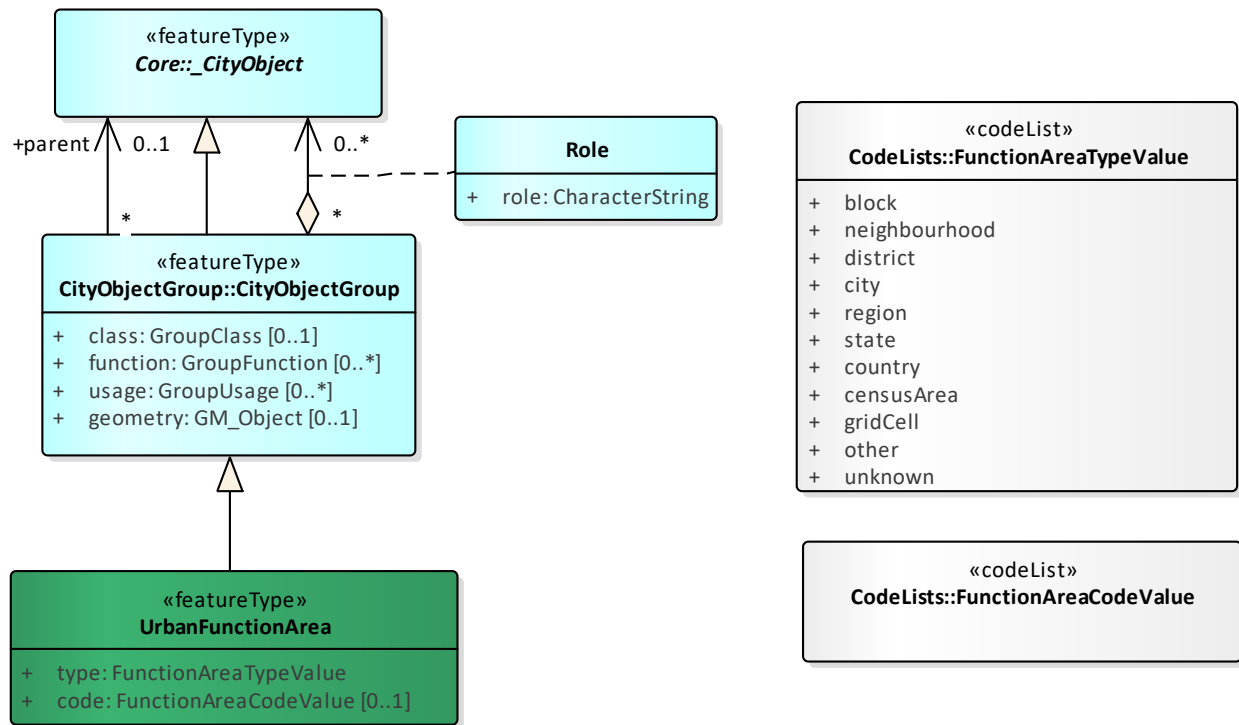 «featureType»
Core::_CityObject
+parent
0..1
0..*
*
*
Role
+ role: CharacterString
«featureType»
CityObjectGroup::CityObjectGroup
+ class: GroupClass [0..1]
+ function: GroupFunction [0..*]
+ usage: GroupUsage [0..*]
+ geometry: GM_Object [0..1]
«featureType»
UrbanFunctionArea
+ type: FunctionAreaTypeValue
+ code: FunctionAreaCodeValue [0..1]
«codeList»
CodeLists::FunctionAreaTypeValue
+ block
+ neighbourhood
+ district
+ city
+ region
+ state
+ country
+ censusArea
+ gridCell
+ other
+ unknown
«codeList»
CodeLists::FunctionAreaCodeValue